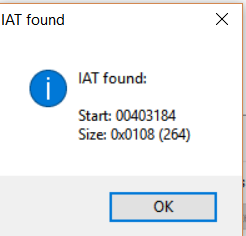 IAT found
IAT found:
Start: 00403184
Size: 0x0108 (264)
OK